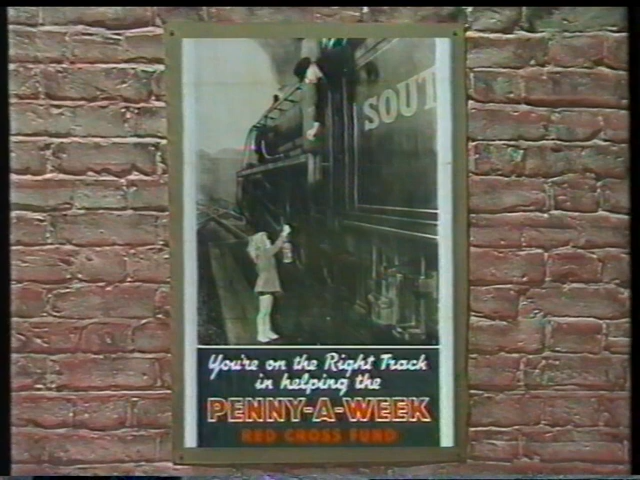 SOUT
You're on the Right Track
in helping the
PENNY-A-WEEK
RED CROSS FUND